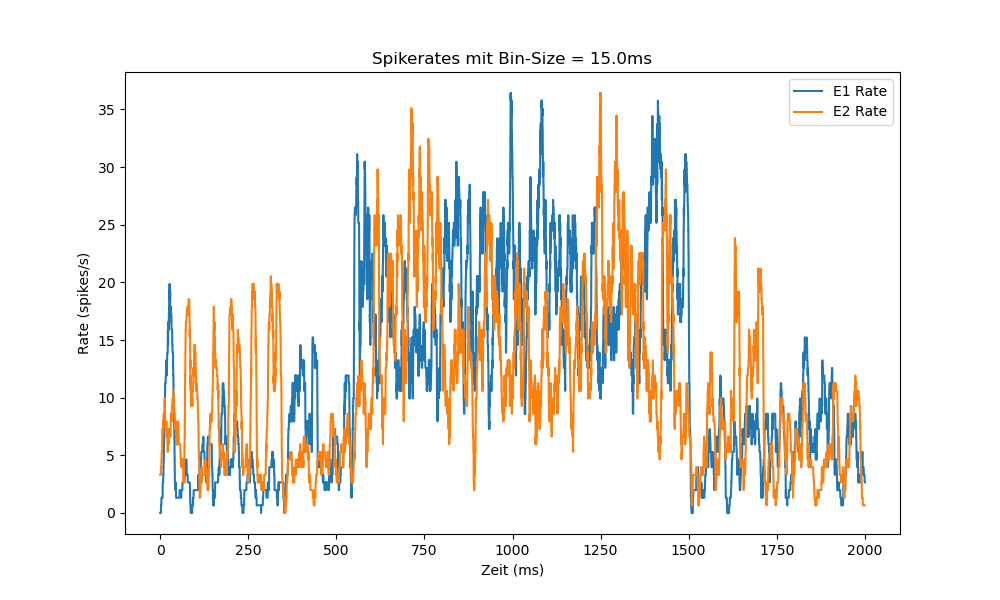 Spikerates mit Bin-Size = 15.0ms
E1 Rate
E2 Rate
Rate (spikes/s)
35
30
25
20
15
10
5
0
0 250 500 750 1000 1250 1500 1750 2000
Zeit (ms)